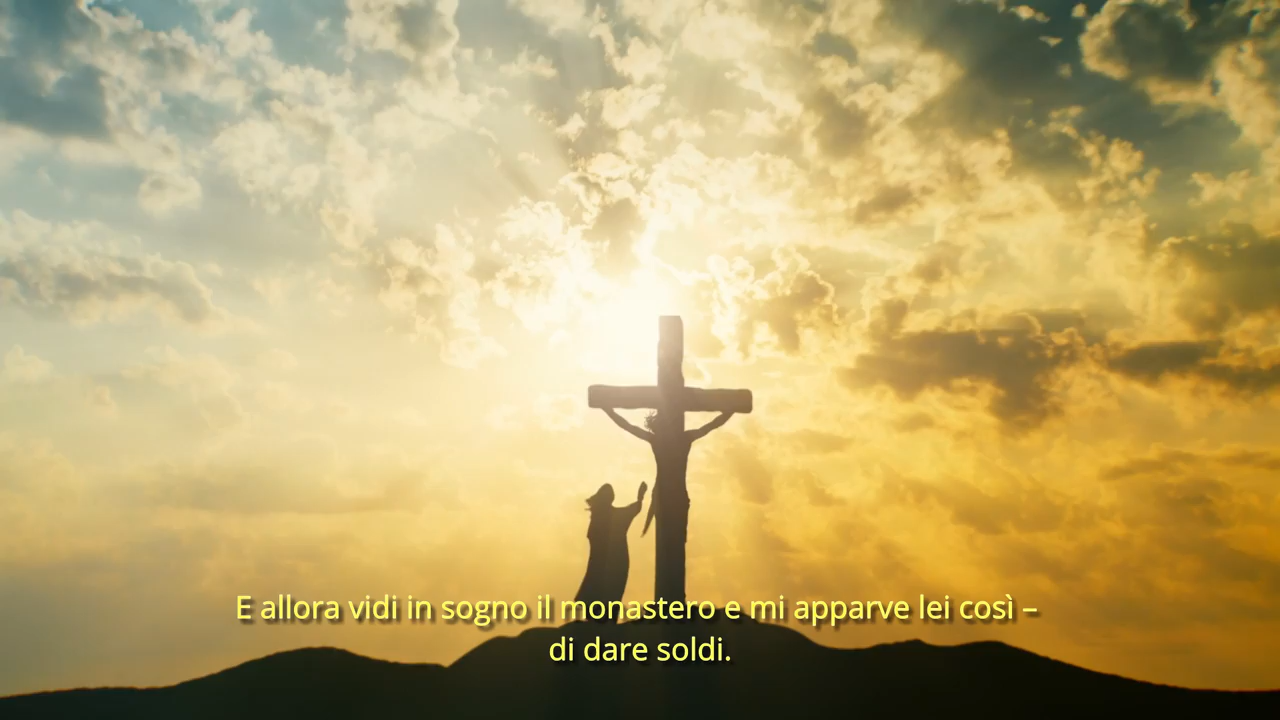 E allora vidi in sogno il monastero e mi apparve lei così –
di dare soldi.